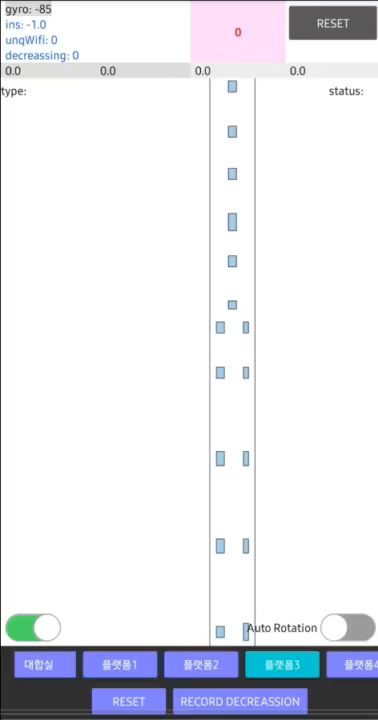 gyro: -85
ins: -1.0
unqWifi: 0
decreassing: 0
0
RESET
0.0 0.0 0.0 0.0
type: status:
Auto Rotation
대합실 플랫폼1 플랫폼2 플랫폼3 플랫폼4
RESET RECORD DECREASSION